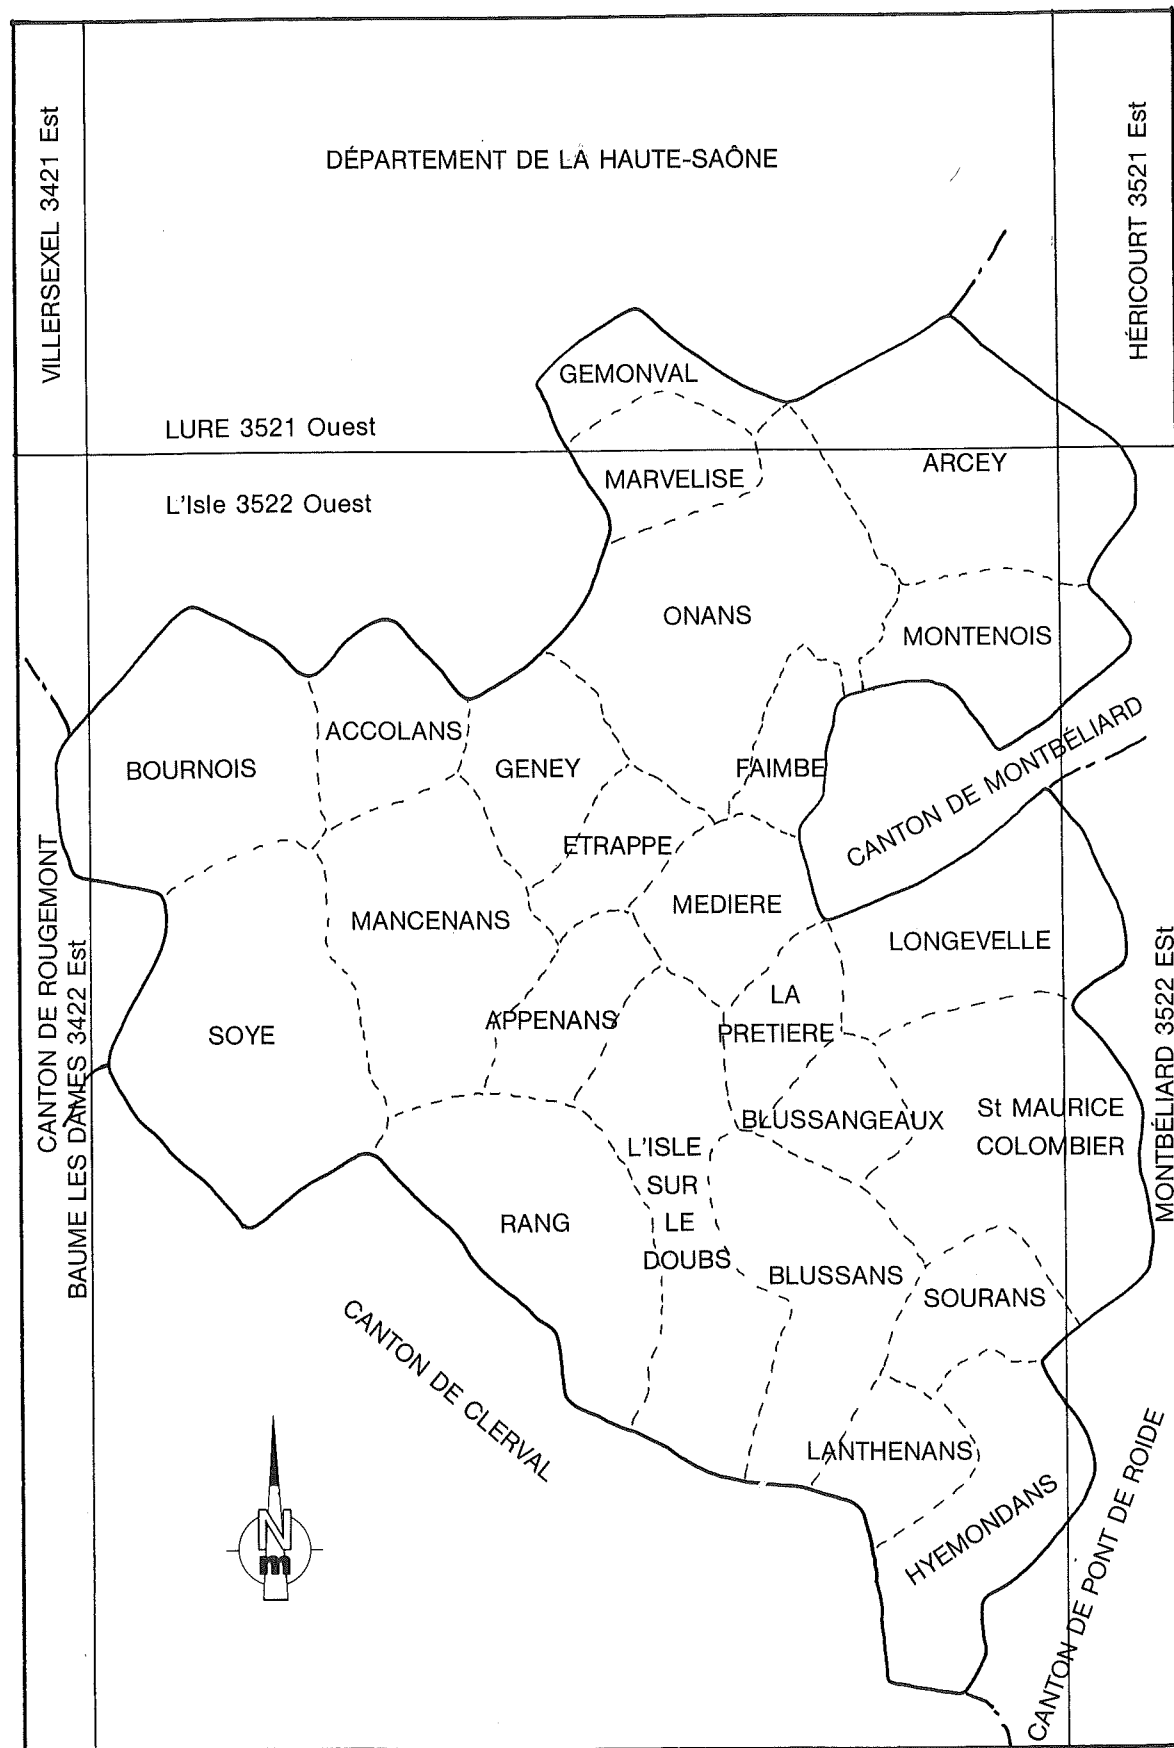 DÉPARTEMENT DE LA HAUTE-SAÔNE
VILLERSEXEL 3421 Est
HÉRICOURT 3521 Est
GEMONVAL
LURE 3521 Ouest
ARCEY
MARVELISE
L'Isle 3522 Ouest
ONANS
MONTENOIS
ACCOLANS
BOURNOIS
GENEY
FAIMBE
CANTON DE MONTBÉLIARD
ETRAPPE
MEDIERE
MANCENANS
LONGEVELLE
CANTON DE ROUGEMONT
BAUME LES DAMES 3422 Est
MONTBÉLIARD 3522 ESt
LA
PRETIERE
APPENANS
SOYE
BLUSSANGEAUX
St MAURICE
COLOMBIER
L'ISLE
SUR
LE
DOUBS
RANG
BLUSSANS
SOURANS
CANTON DE CLERVAL
LANTHENANS
HYEMONDANS
CANTON DE PONT DE ROIDE
N
m